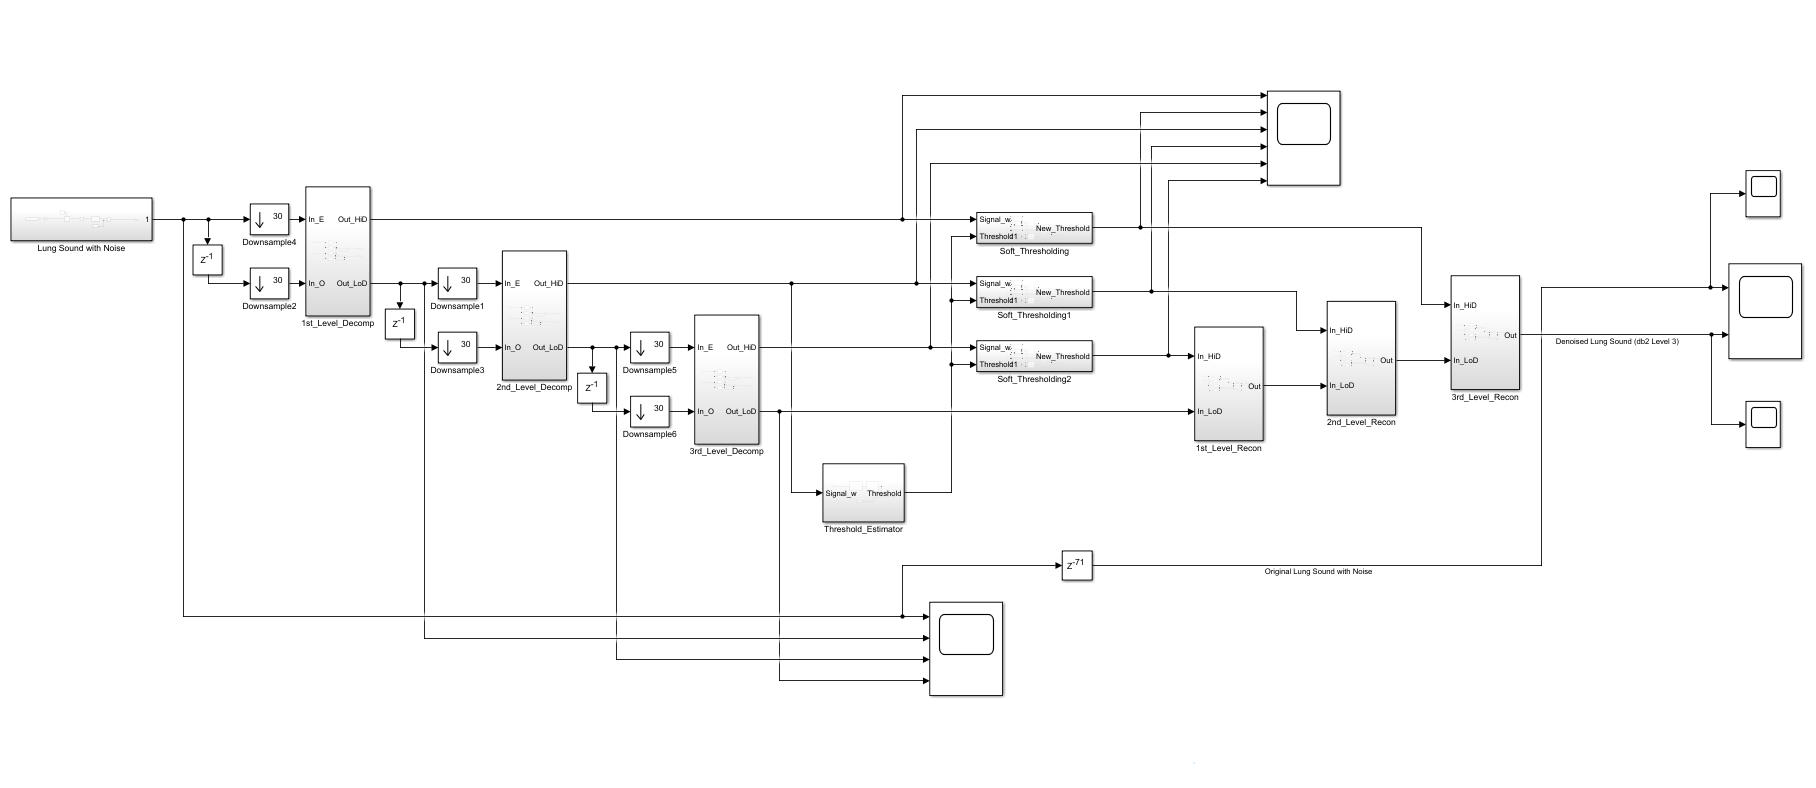 1
Lung Sound with Noise
z-1
30
Downsample4
30
Downsample2
In_E
Out_HiD
In_O
Out_LoD
1st_Level_Decomp
z-1
30
Downsample1
30
Downsample3
In_E
Out_HiD
In_O
Out_LoD
2nd_Level_Decomp
z-1
30
Downsample5
30
Downsample6
In_E
Out_HiD
In_O
Out_LoD
3rd_Level_Decomp
Signal_w
Threshold
Threshold_Estimator
Signal_w
New_Threshold
Threshold1
Soft_Thresholding
Signal_w
New_Threshold
Threshold1
Soft_Thresholding1
Signal_w
New_Threshold
Threshold1
Soft_Thresholding2
In_HiD
Out
In_LoD
1st_Level_Recon
In_HiD
Out
In_LoD
2nd_Level_Recon
In_HiD
Out
In_LoD
3rd_Level_Recon
Denoised Lung Sound (db2 Level 3)
z-71
Original Lung Sound with Noise